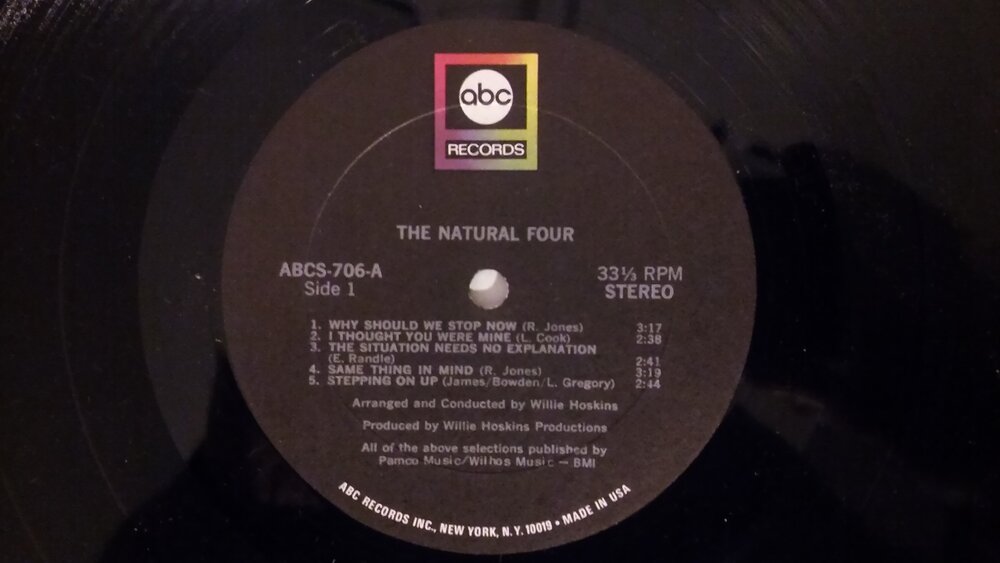 abc
RECORDS
THE NATURAL FOUR
ABCS-706-A
Side 1
33⅓ RPM
STEREO
1. WHY SHOULD WE STOP NOW (R. Jones) 3:17
2. I THOUGHT YOU WERE MINE (L. Cook) 2:38
3. THE SITUATION NEEDS NO EXPLANATION
(E. Randle) 2:41
4. SAME THING IN MIND (R. Jones) 3:19
5. STEPPING ON UP (James/Bowden/L. Gregory) 2:44
Arranged and Conducted by Willie Hoskins
Produced by Willie Hoskins Productions
All of the above selections published by
Pamco Music/Wilhos Music — BMI
ABC RECORDS INC., NEW YORK, N.Y. 10019 • MADE IN USA